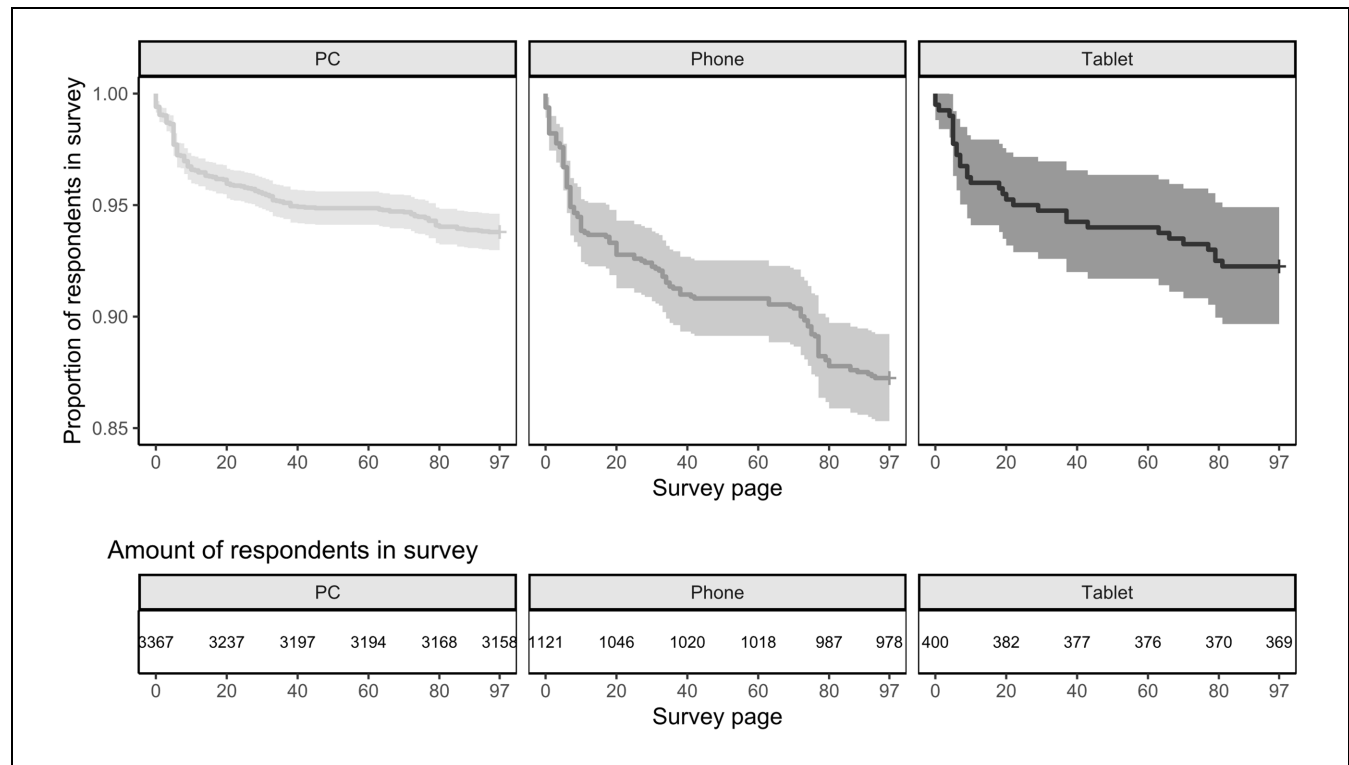 PC Phone Tablet
Proportion of respondents in survey
1.00
0.95
0.90
0.85
0 20 40 60 80 97 0 20 40 60 80 97 0 20 40 60 80 97
Survey page
Amount of respondents in survey
PC Phone Tablet
3367 3237 3197 3194 3168 3158 1121 1046 1020 1018 987 978 400 382 377 376 370 369
0 20 40 60 80 97 0 20 40 60 80 97 0 20 40 60 80 97
Survey page